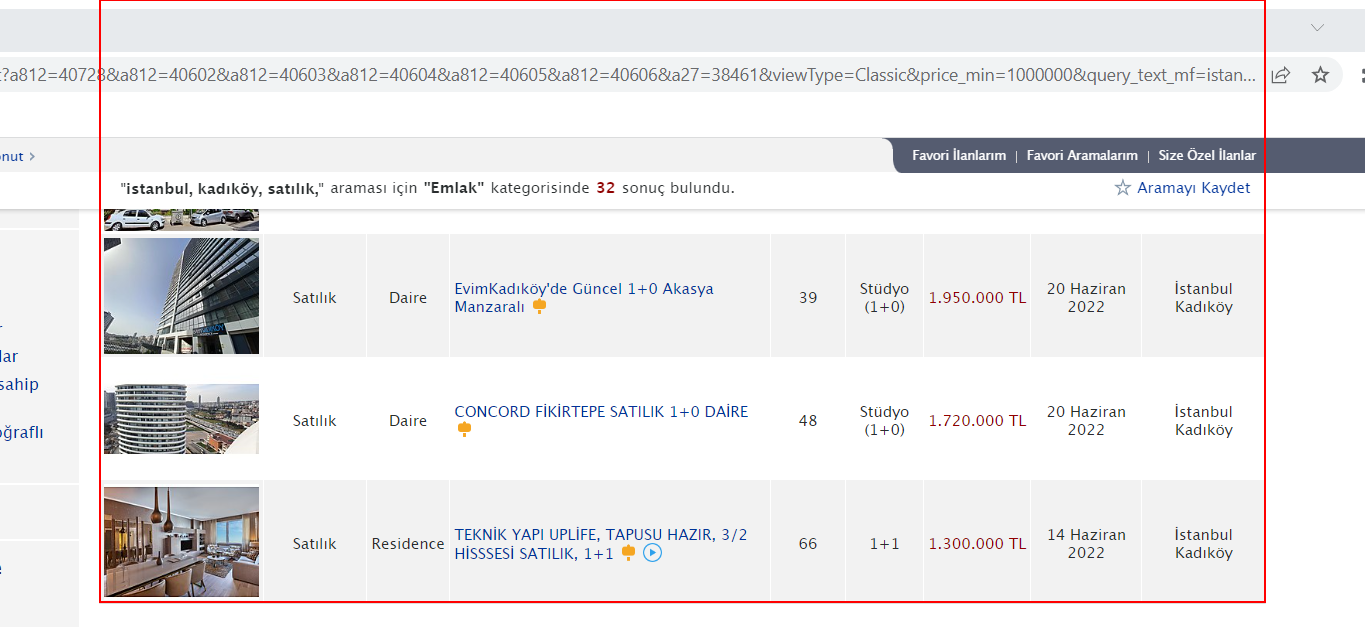 :?a812=40728&a812=40602&a812=40603&a812=40604&a812=40605&a812=40606&a27=38461&viewType=Classic&price_min=1000000&query_text_mf=istan...
onut >
Favori İlanlarım | Favori Aramalarım | Size Özel İlanlar
"istanbul, kadıköy, satılık," araması için "Emlak" kategorisinde 32 sonuç bulundu.
Aramayı Kaydet
lar
sahip
oğraflı
Satılık
Daire
EvimKadıköy'de Güncel 1+0 Akasya
Manzaralı
39
Stüdyo
(1+0)
1.950.000 TL
20 Haziran
2022
İstanbul
Kadıköy
Satılık
Daire
CONCORD FİKİRTEPE SATILIK 1+0 DAİRE
48
Stüdyo
(1+0)
1.720.000 TL
20 Haziran
2022
İstanbul
Kadıköy
Satılık
Residence
TEKNİK YAPI UPLİFE, TAPUSU HAZIR, 3/2
HİSSSESİ SATILIK, 1+1
66
1+1
1.300.000 TL
14 Haziran
2022
İstanbul
Kadıköy